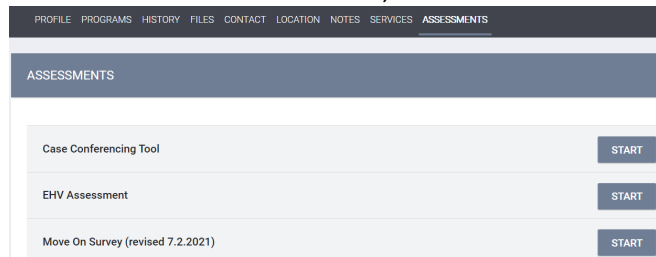 PROFILE PROGRAMS HISTORY FILES CONTACT LOCATION NOTES SERVICES ASSESSMENTS
ASSESSMENTS
Case Conferencing Tool START
EHV Assessment START
Move On Survey (revised 7.2.2021) START